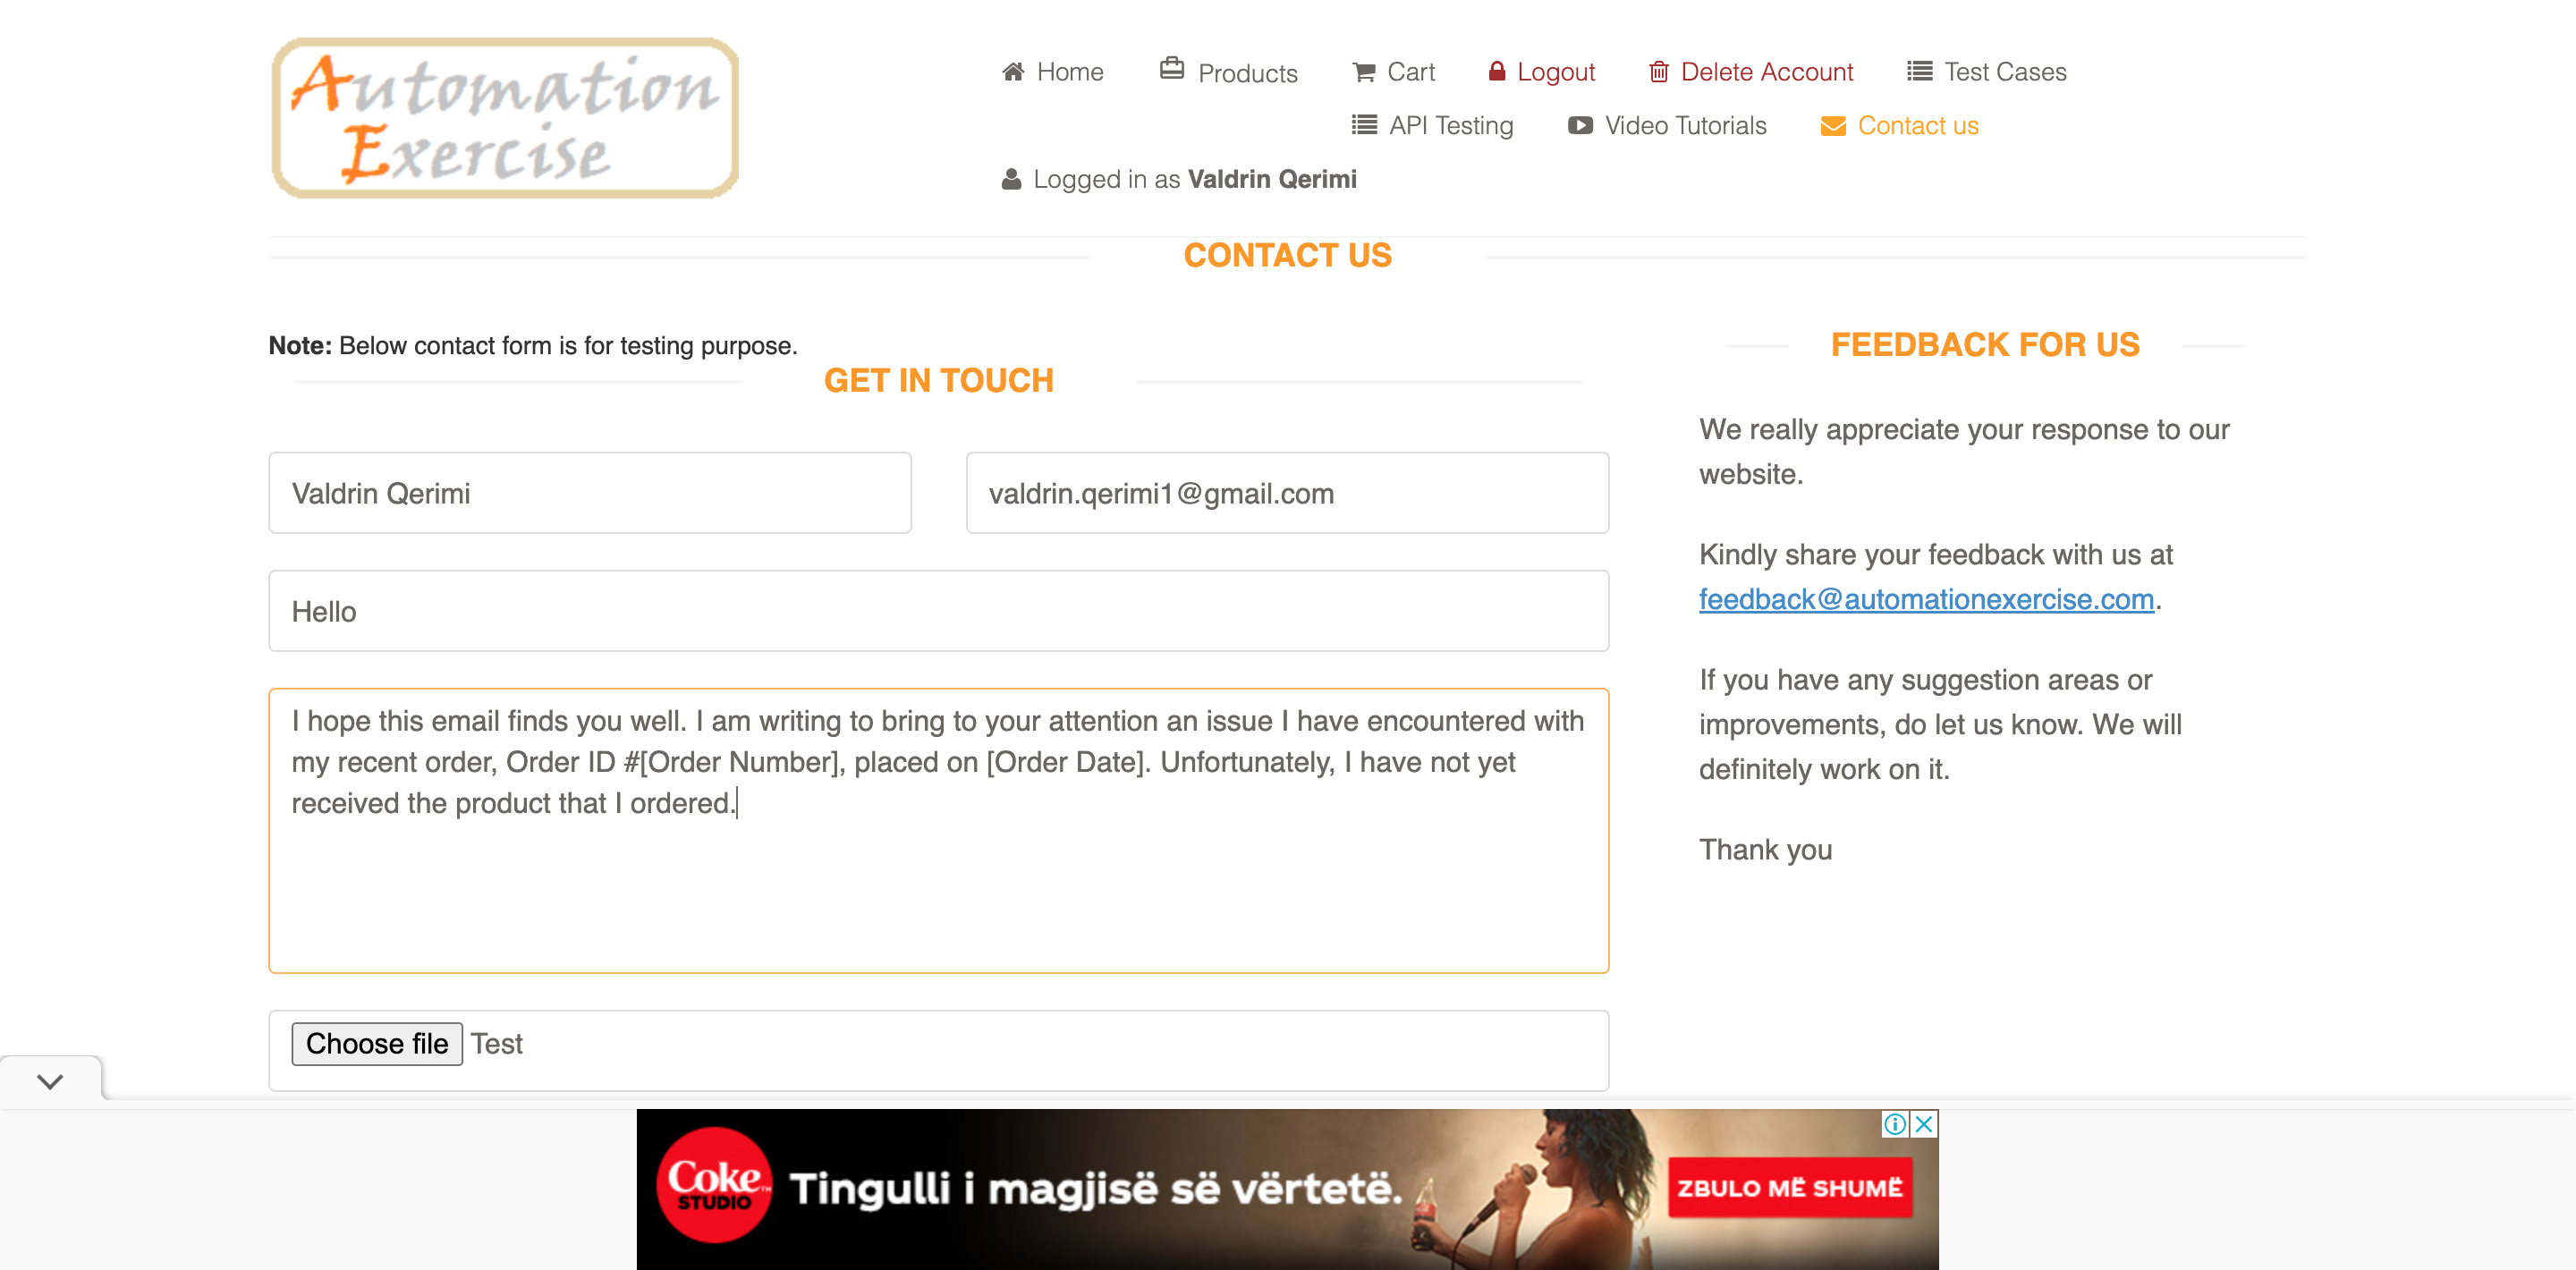 Automation
Exercise
Home
Products
Cart
Logout
Delete Account
Test Cases
API Testing
Video Tutorials
Contact us
Logged in as Valdrin Qerimi
CONTACT US
Note: Below contact form is for testing purpose.
GET IN TOUCH
Valdrin Qerimi
valdrin.qerimi1@gmail.com
Hello
I hope this email finds you well. I am writing to bring to your attention an issue I have encountered with
my recent order, Order ID #[Order Number], placed on [Order Date]. Unfortunately, I have not yet
received the product that I ordered.
Choose file Test
FEEDBACK FOR US
We really appreciate your response to our
website.
Kindly share your feedback with us at
feedback@automationexercise.com.
If you have any suggestion areas or
improvements, do let us know. We will
definitely work on it.
Thank you
Coke™
STUDIO
Tingulli i magjisë së vërtetë.
ZBULO MË SHUMË